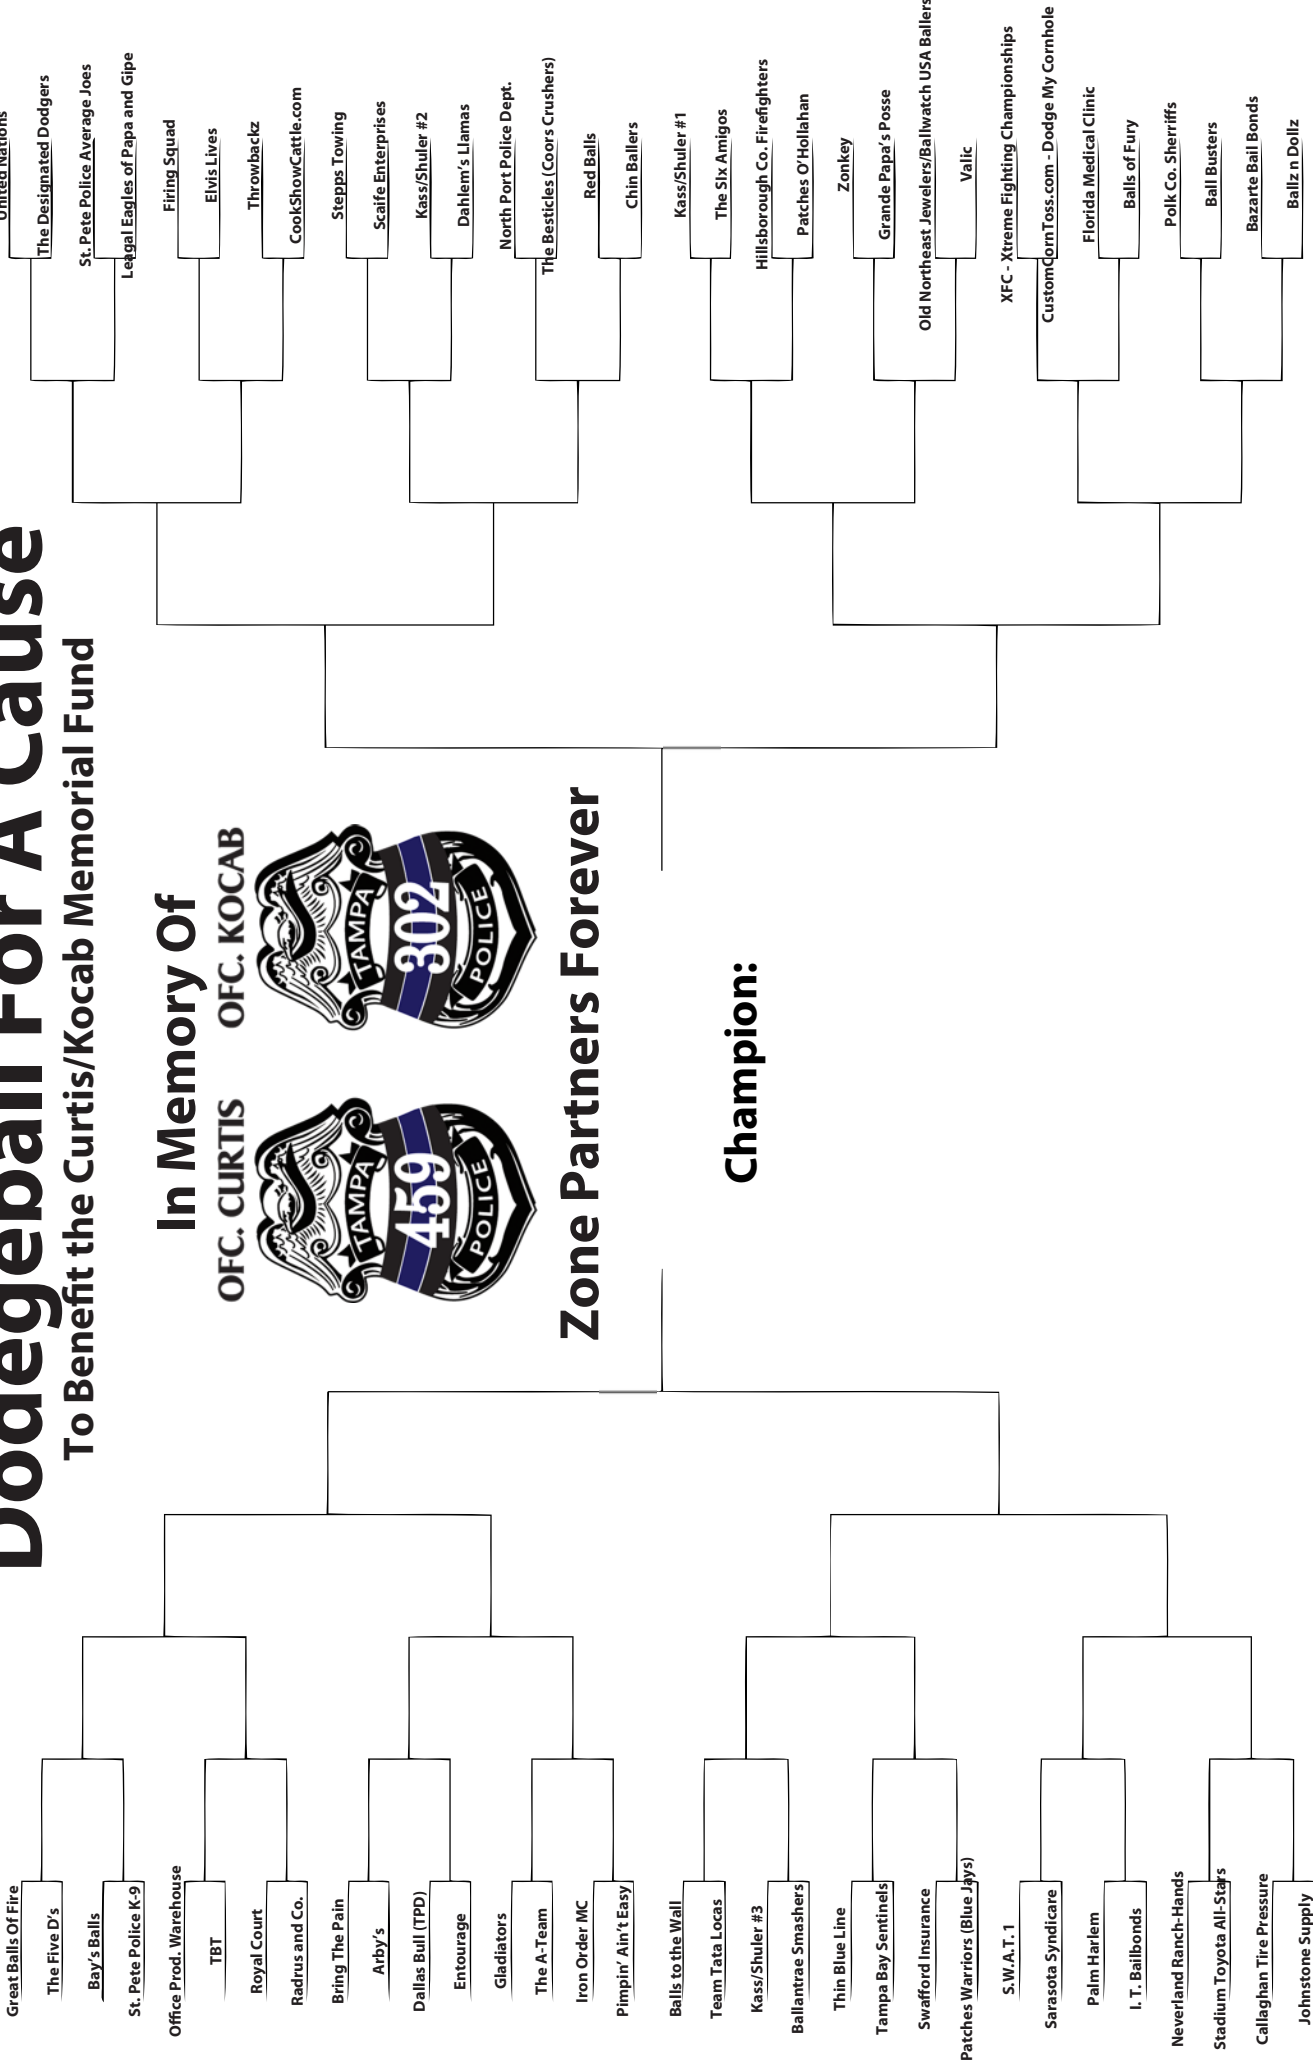 Dodegeball For A Cause
To Benefit the Curtis/Kocab Memorial Fund
In Memory Of
OFC. CURTIS
OFC. KOCAB
TAMPA
459
POLICE
TAMPA
302
POLICE
Zone Partners Forever
Champion:
Great Balls Of Fire
The Five D's
Bay's Balls
St. Pete Police K-9
Office Prod. Warehouse
TBT
Royal Court
Radrus and Co.
Bring The Pain
Arby's
Dallas Bull (TPD)
Entourage
Gladiators
The A-Team
Iron Order MC
Pimpin' Ain't Easy
Balls to the Wall
Team Tata Locas
Kass/Shuler #3
Ballantrae Smashers
Thin Blue Line
Tampa Bay Sentinels
Swafford Insurance
Patches Warriors (Blue Jays)
S.W.A.T. 1
Sarasota Syndicare
Pam Harlem
I. T. Bailbonds
Neverland Ranch-Hands
Stadium Toyota All-Stars
Callaghan Tire Pressure
Johnstone Supply
United Nations
The Designated Dodgers
St. Pete Police Average Joes
Leagal Eagles of Papa and Gipe
Firing Squad
Elvis Lives
Throwbackz
CookShowCattle.com
Stepps Towing
Scaife Enterprises
Kass/Shuler #2
Dahlem's Llamas
North Port Police Dept.
The Besticles (Coors Crushers)
Red Balls
Chin Ballers
Kass/Shuler #1
The SIx Amigos
Hillsborough Co. Firefighters
Patches O'Hollahan
Zonkey
Grande Papa's Posse
Old Northeast Jewelers/Ballwatch USA Ballers
Valic
XFC - Xtreme Fighting Championships
CustomCornToss.com - Dodge My Cornhole
Florida Medical Clinic
Balls of Fury
Polk Co. Sherriffs
Ball Busters
Bazarte Bail Bonds
Ballz n Dollz